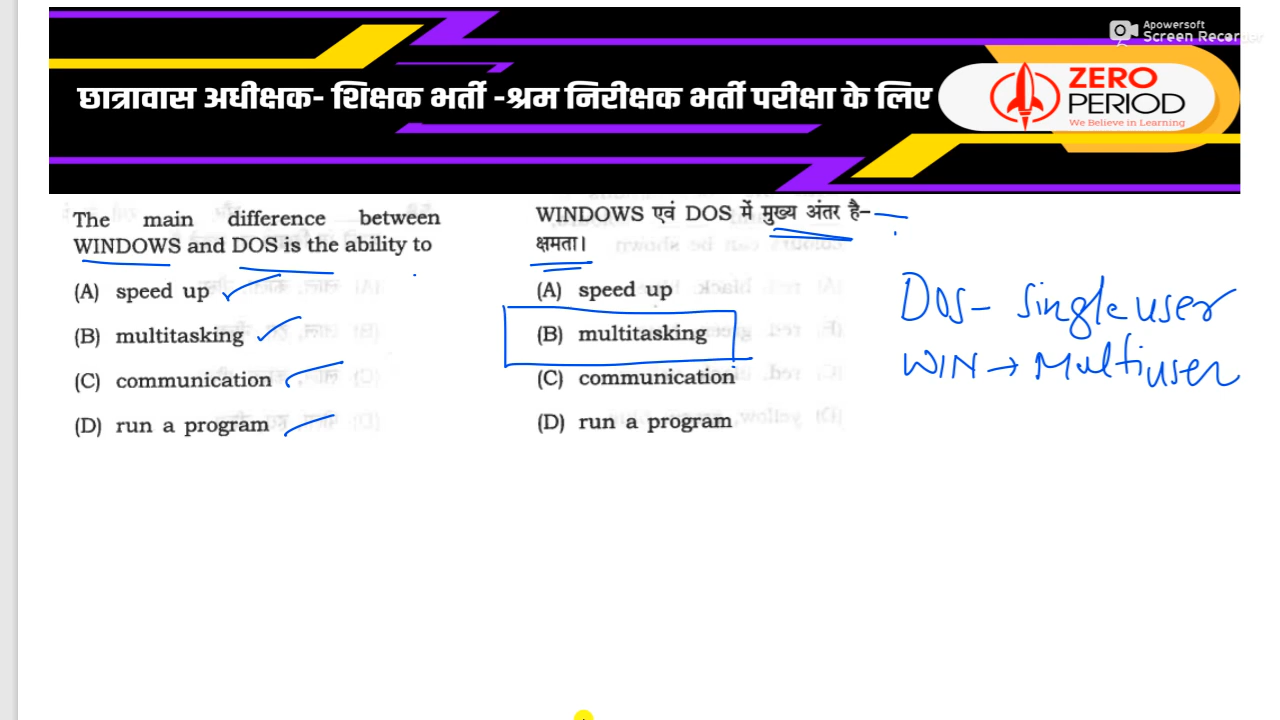 Apowersoft
Screen Recorder
छात्रावास अधीक्षक- शिक्षक भर्ती -श्रम निरीक्षक भर्ती परीक्षा के लिए
ZERO
PERIOD
We Believe in Learning
The main difference between
WINDOWS and DOS is the ability to
(A) speed up
(B) multitasking
(C) communication
(D) run a program
WINDOWS एवं DOS में मुख्य अंतर है-
क्षमता।
(A) speed up
(B) multitasking
(C) communication
(D) run a program
DOS- Single user
WIN → Multiuser